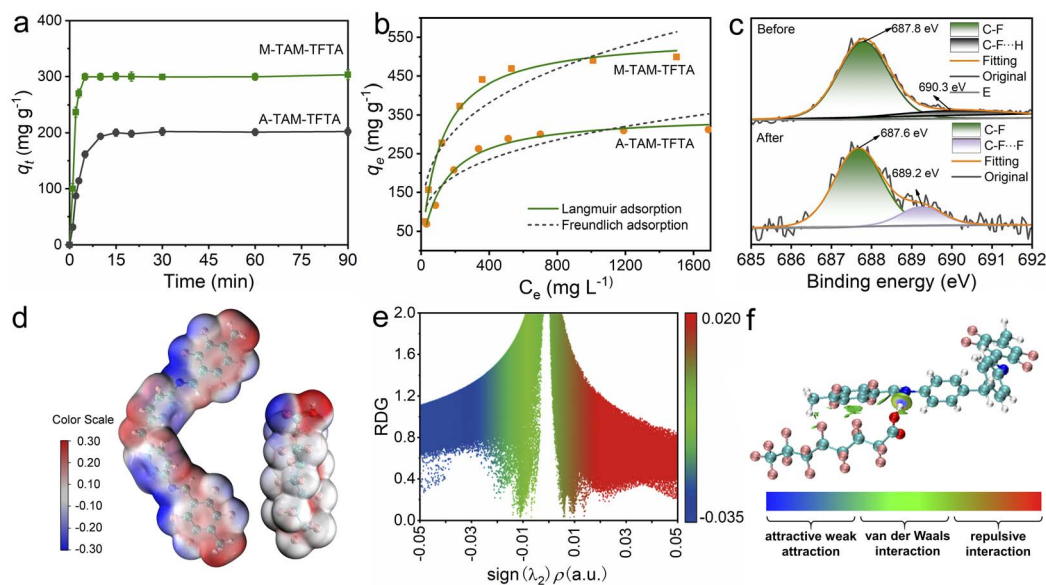 a
400
300
200
100
0
0
15
30
45
60
75
90
qt (mg g-1)
Time (min)
M-TAM-TFTA
A-TAM-TFTA
b
550
450
350
250
150
50
0
400
800
1200
1600
qe (mg g-1)
Ce (mg L-1)
M-TAM-TFTA
A-TAM-TFTA
Langmuir adsorption
Freundlich adsorption
c
Before
687.8 eV
690.3 eV
C-F
C-F···H
Fitting
Original
E
After
687.6 eV
689.2 eV
C-F
C-F···F
Fitting
Original
685 686 687 688 689 690 691 692
Binding energy (eV)
d
Color Scale
0.30
0.20
0.10
-0.10
-0.20
-0.30
e
2.0
1.6
1.2
0.8
0.4
0.0
RDG
-0.05
-0.03
-0.01
0.01
0.03
0.05
sign (λ2) ρ (a.u.)
0.020
-0.035
f
attractive weak
attraction
van der Waals
interaction
repulsive
interaction